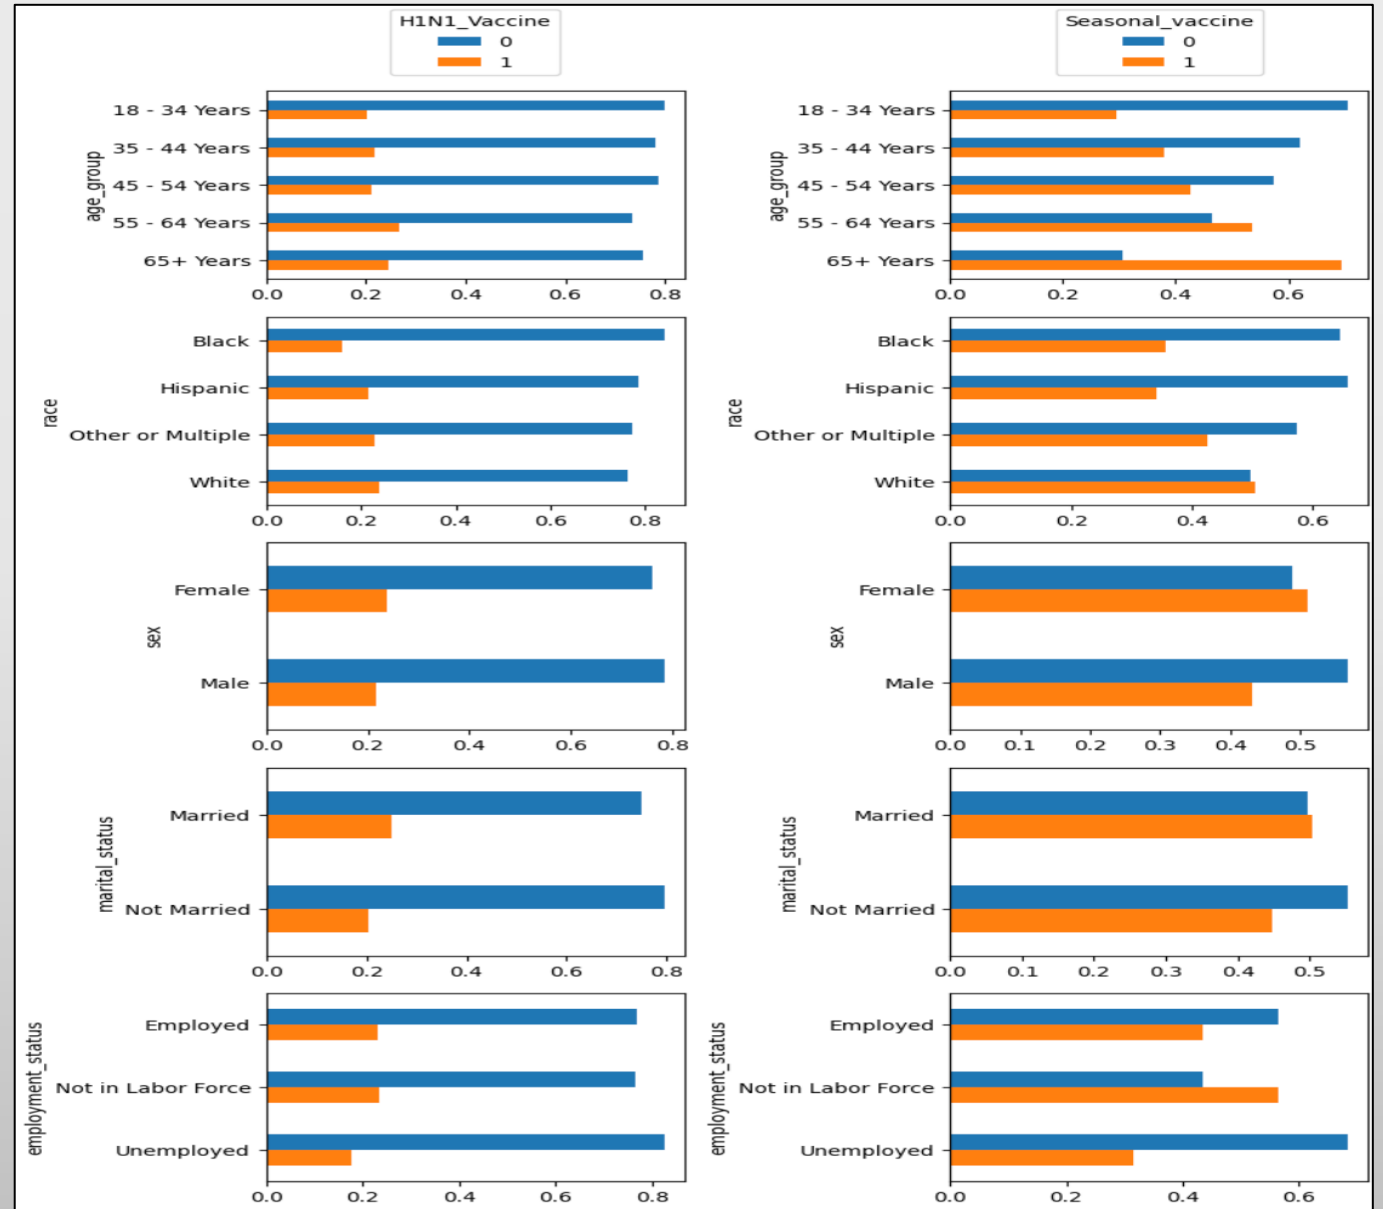 H1N1_Vaccine
0
1
Seasonal_vaccine
0
1
age_group
18 - 34 Years
35 - 44 Years
45 - 54 Years
55 - 64 Years
65+ Years
0.0 0.2 0.4 0.6 0.8
age_group
18 - 34 Years
35 - 44 Years
45 - 54 Years
55 - 64 Years
65+ Years
0.0 0.2 0.4 0.6
race
Black
Hispanic
Other or Multiple
White
0.0 0.2 0.4 0.6 0.8
race
Black
Hispanic
Other or Multiple
White
0.0 0.2 0.4 0.6
sex
Female
Male
0.0 0.2 0.4 0.6 0.8
sex
Female
Male
0.0 0.1 0.2 0.3 0.4 0.5
marital_status
Married
Not Married
0.0 0.2 0.4 0.6 0.8
marital_status
Married
Not Married
0.0 0.1 0.2 0.3 0.4 0.5
employment_status
Employed
Not in Labor Force
Unemployed
0.0 0.2 0.4 0.6 0.8
employment_status
Employed
Not in Labor Force
Unemployed
0.0 0.2 0.4 0.6